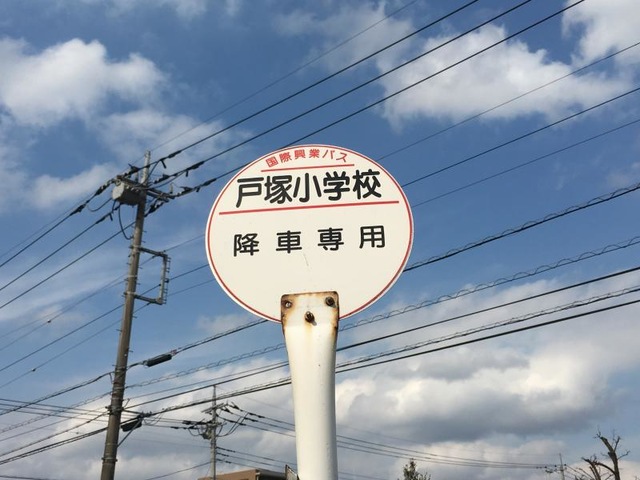 国際興業バス
戸塚小学校
降車専用